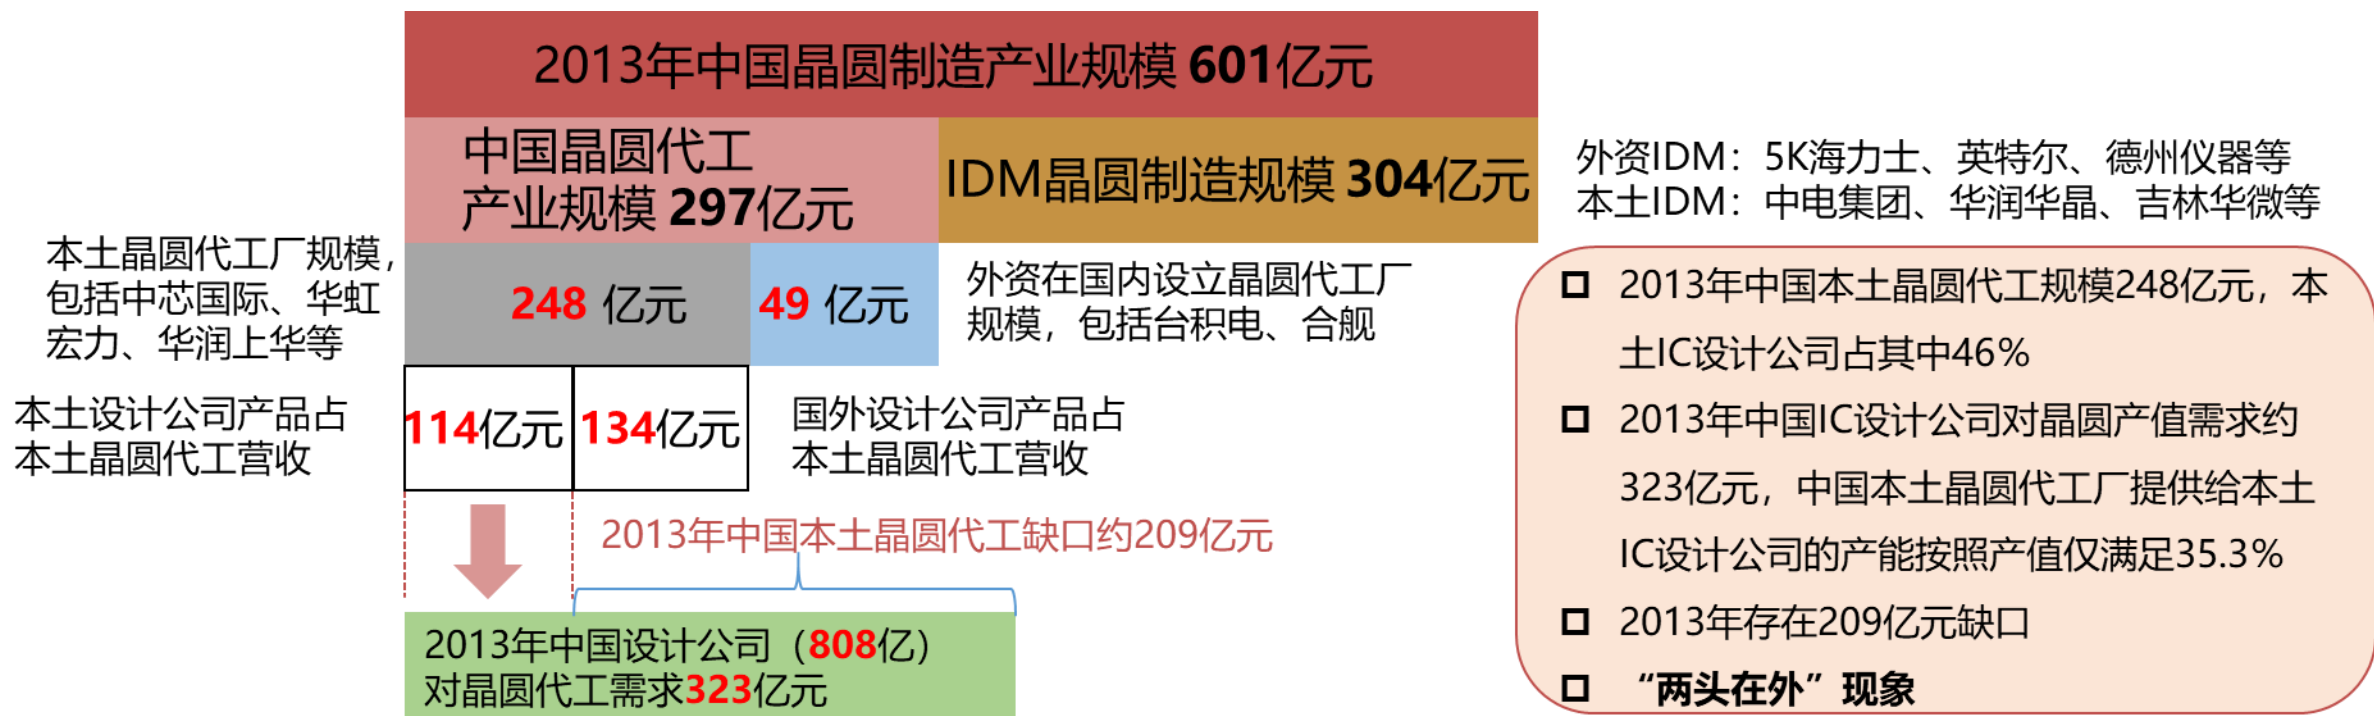 2013年中国晶圆制造产业规模 601亿元
中国晶圆代工
产业规模 297亿元
IDM晶圆制造规模 304亿元
外资IDM：5K海力士、英特尔、德州仪器等
本土IDM：中电集团、华润华晶、吉林华微等
本土晶圆代工厂规模，
包括中芯国际、华虹
宏力、华润上华等
248 亿元
49 亿元
外资在国内设立晶圆代工厂
规模，包括台积电、合舰
本土设计公司产品占
本土晶圆代工营收
114亿元
134亿元
国外设计公司产品占
本土晶圆代工营收
2013年中国本土晶圆代工缺口约209亿元
2013年中国设计公司（808亿）
对晶圆代工需求323亿元
2013年中国本土晶圆代工规模248亿元，本
土IC设计公司占其中46%
2013年中国IC设计公司对晶圆产值需求约
323亿元，中国本土晶圆代工厂提供给本土
IC设计公司的产能按照产值仅满足35.3%
2013年存在209亿元缺口
“两头在外”现象